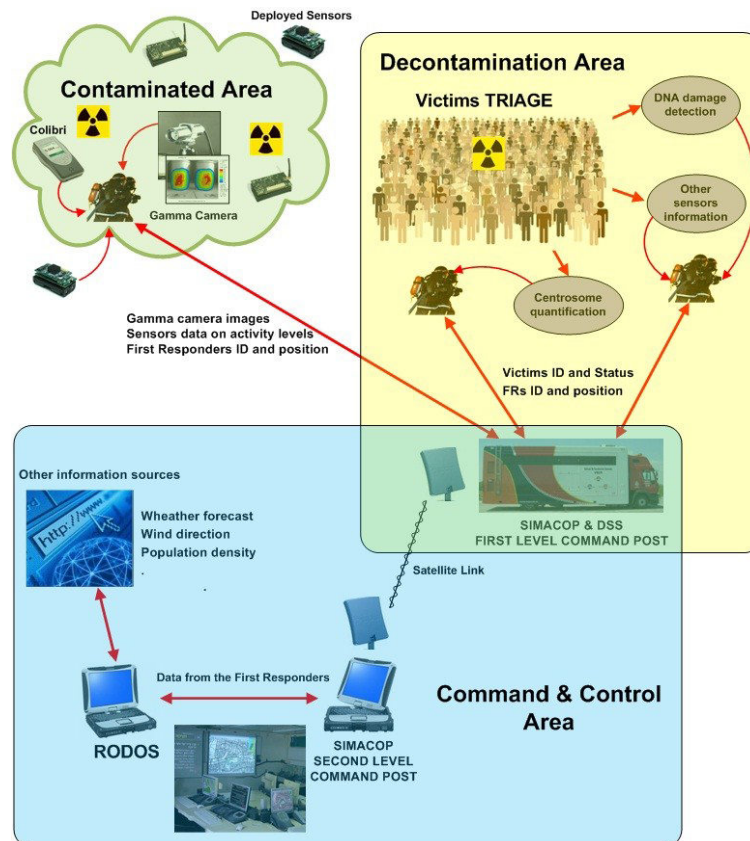 Deployed Sensors
Contaminated Area
Colibri
Gamma Camera
Decontamination Area
Victims TRIAGE
DNA damage
detection
Other
sensors
information
Centrosome
quantification
Gamma camera images
Sensors data on activity levels
First Responders ID and position
Victims ID and Status
FRs ID and position
SIMACOP & DSS
FIRST LEVEL COMMAND POST
Other information sources
http://www
Wheather forecast
Wind direction
Population density
.
Satellite Link
Data from the First Responders
RODOS
SIMACOP
SECOND LEVEL
COMMAND POST
Command & Control
Area